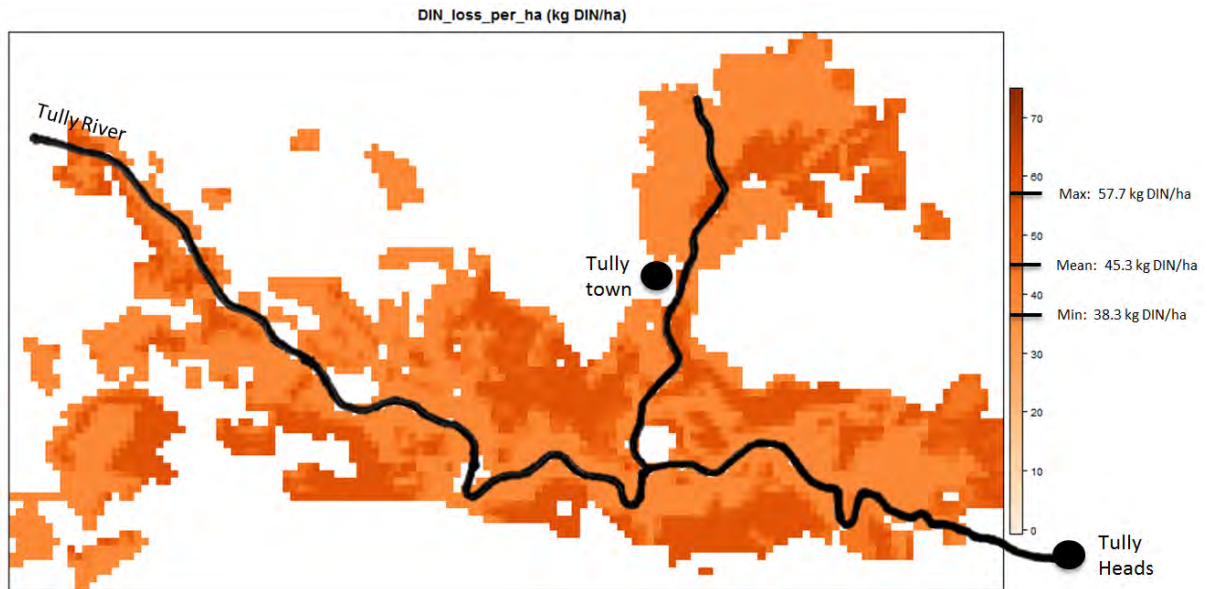 DIN_loss_per_ha (kg DIN/ha)
Tully River
70
60
Max: 57.7 kg DIN/ha
50
Tully
town
Mean: 45.3 kg DIN/ha
40
Min: 38.3 kg DIN/ha
30
20
10
0
Tully
Heads